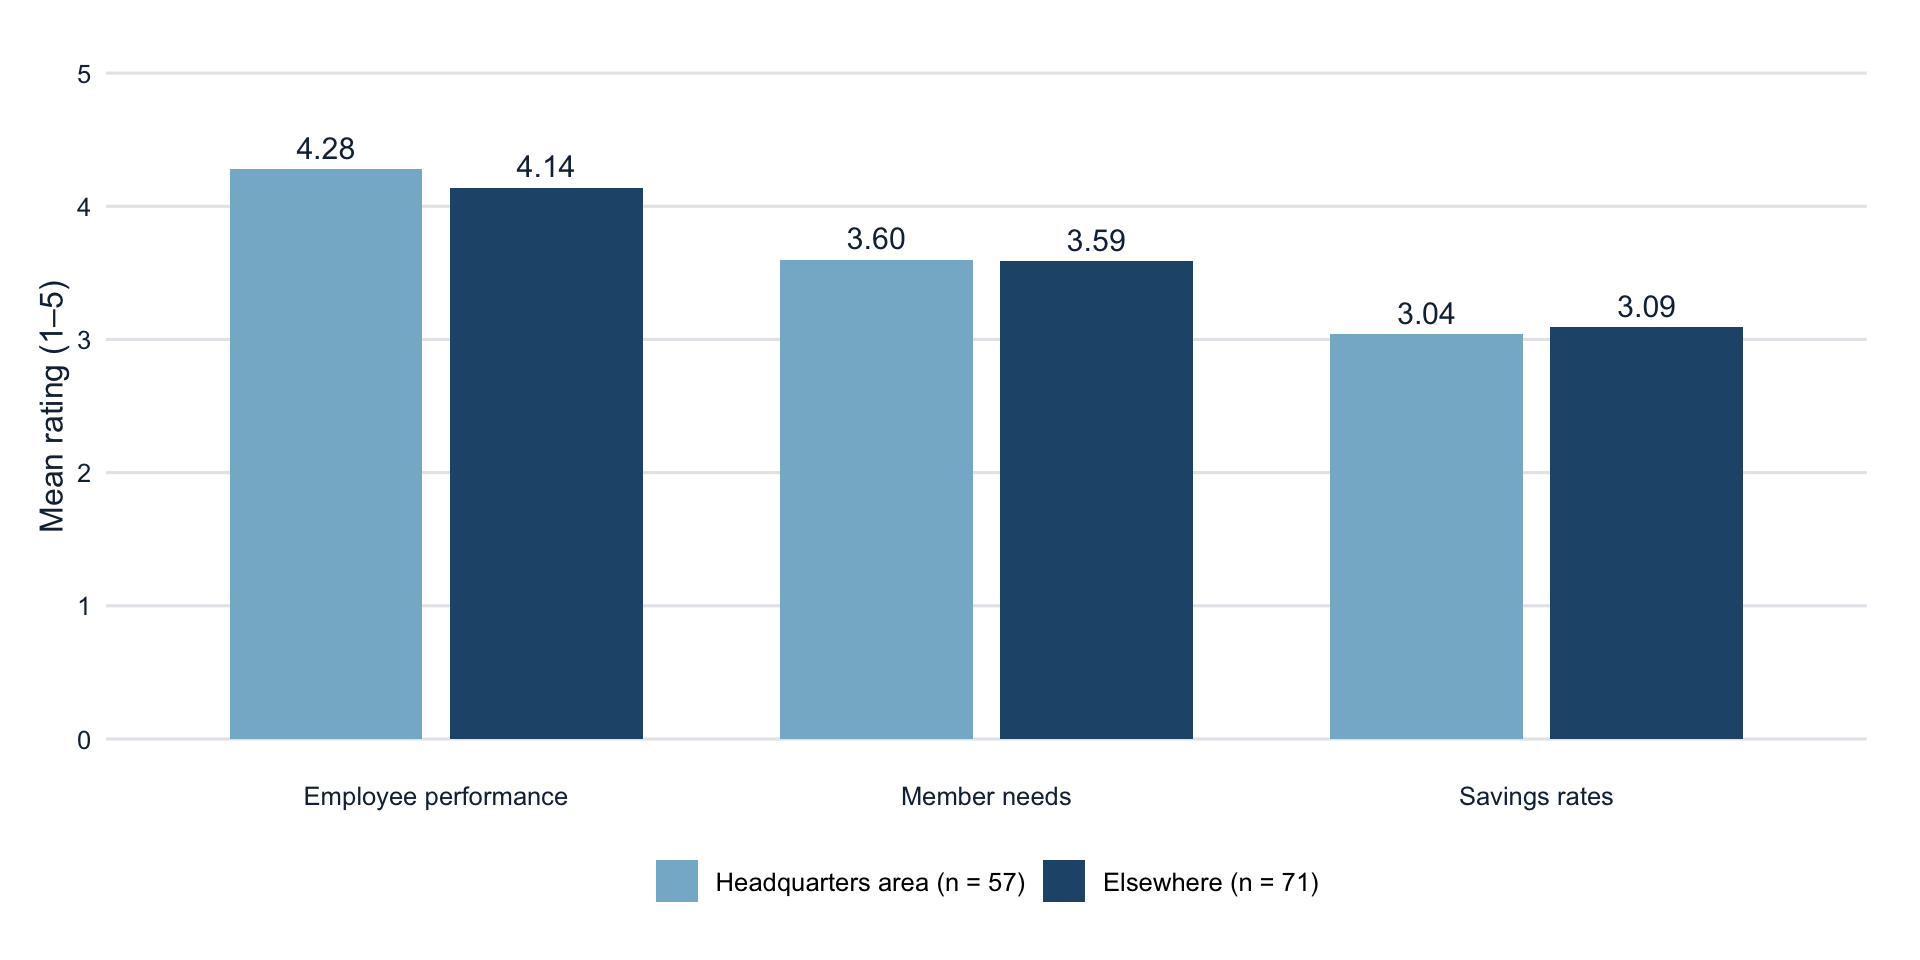 5
4
3
2
1
0
Mean rating (1–5)
4.28
4.14
3.60
3.59
3.04
3.09
Employee performance
Member needs
Savings rates
Headquarters area (n = 57)
Elsewhere (n = 71)